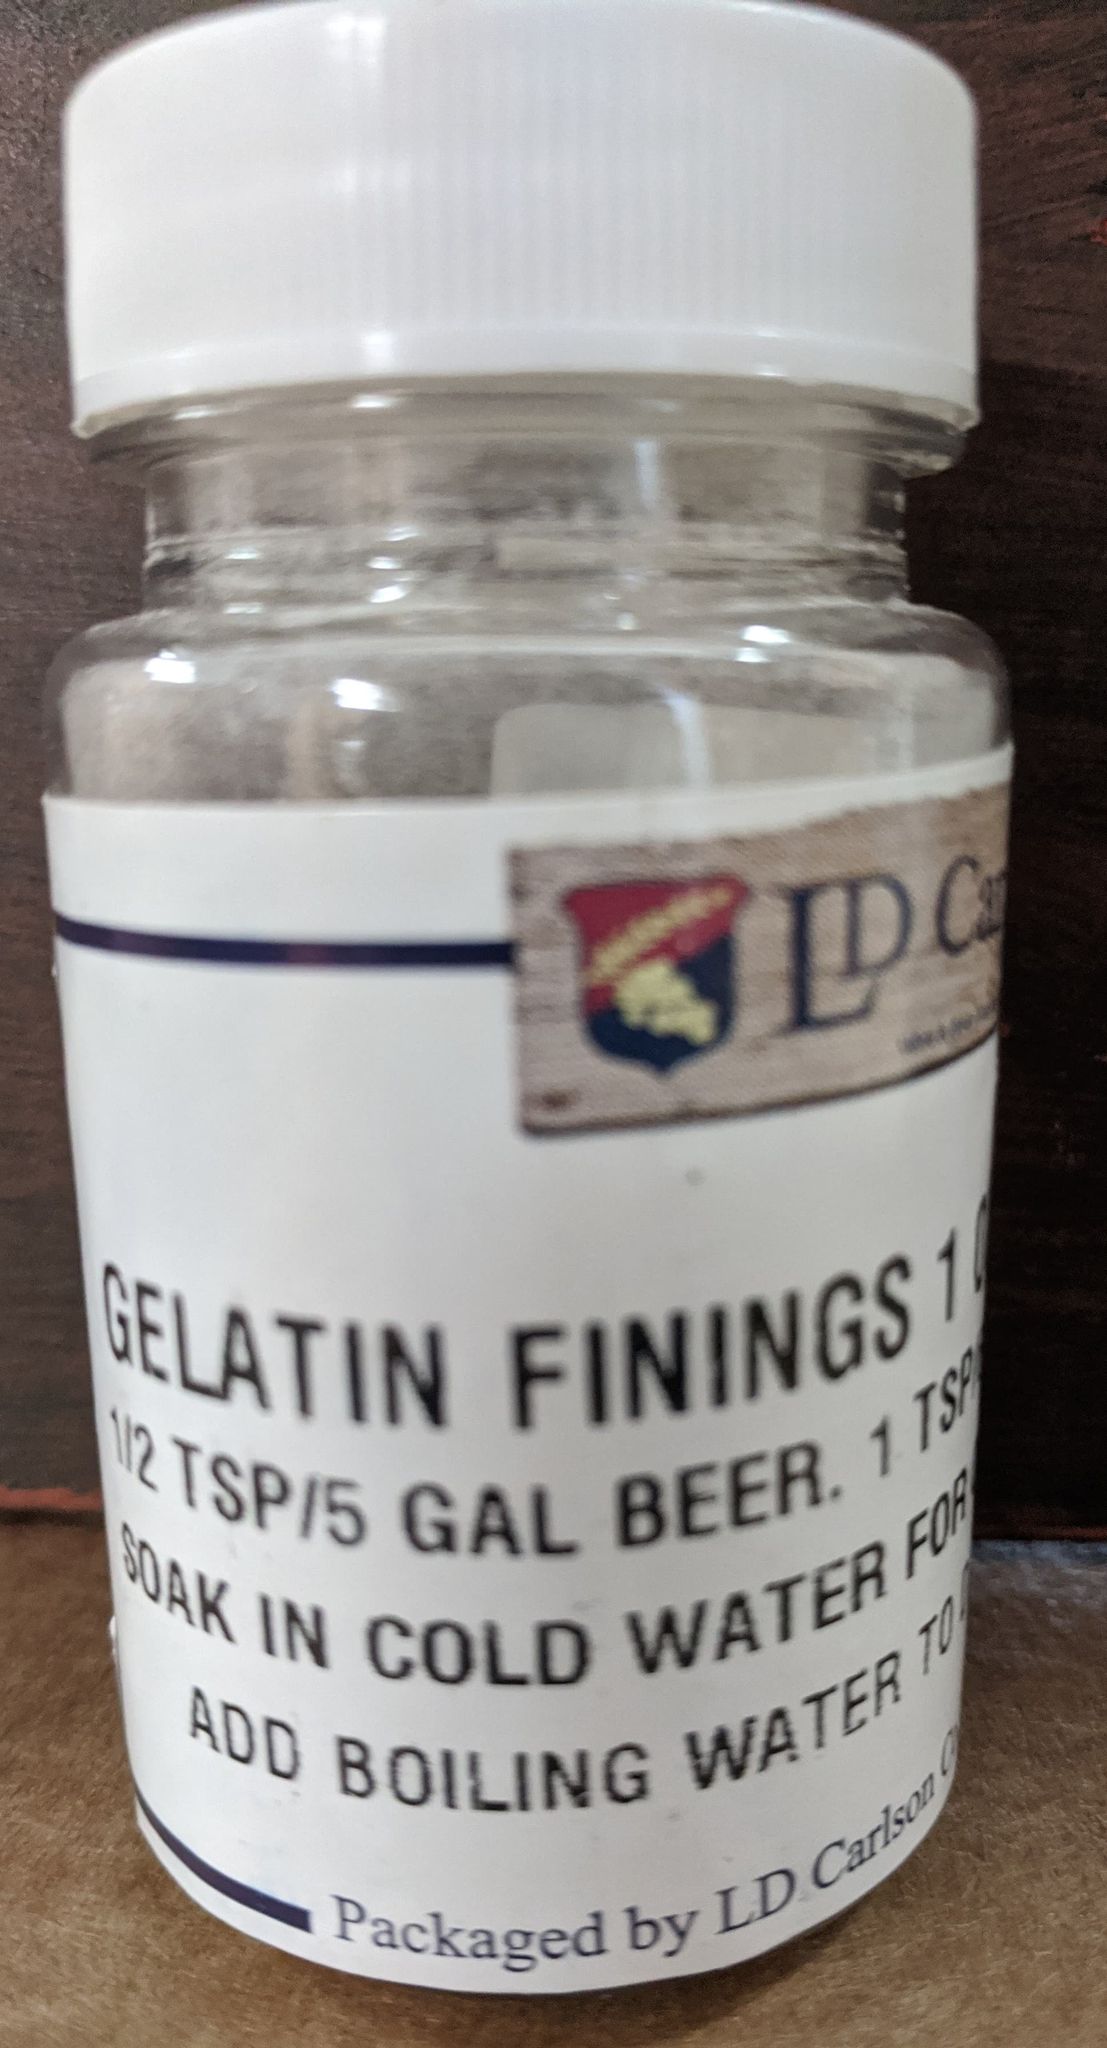 LD Car
GELATIN FININGS 1
1/2 TSP/5 GAL BEER. 1 TSP/
SOAK IN COLD WATER FOR
ADD BOILING WATER TO
Packaged by LD Carlson